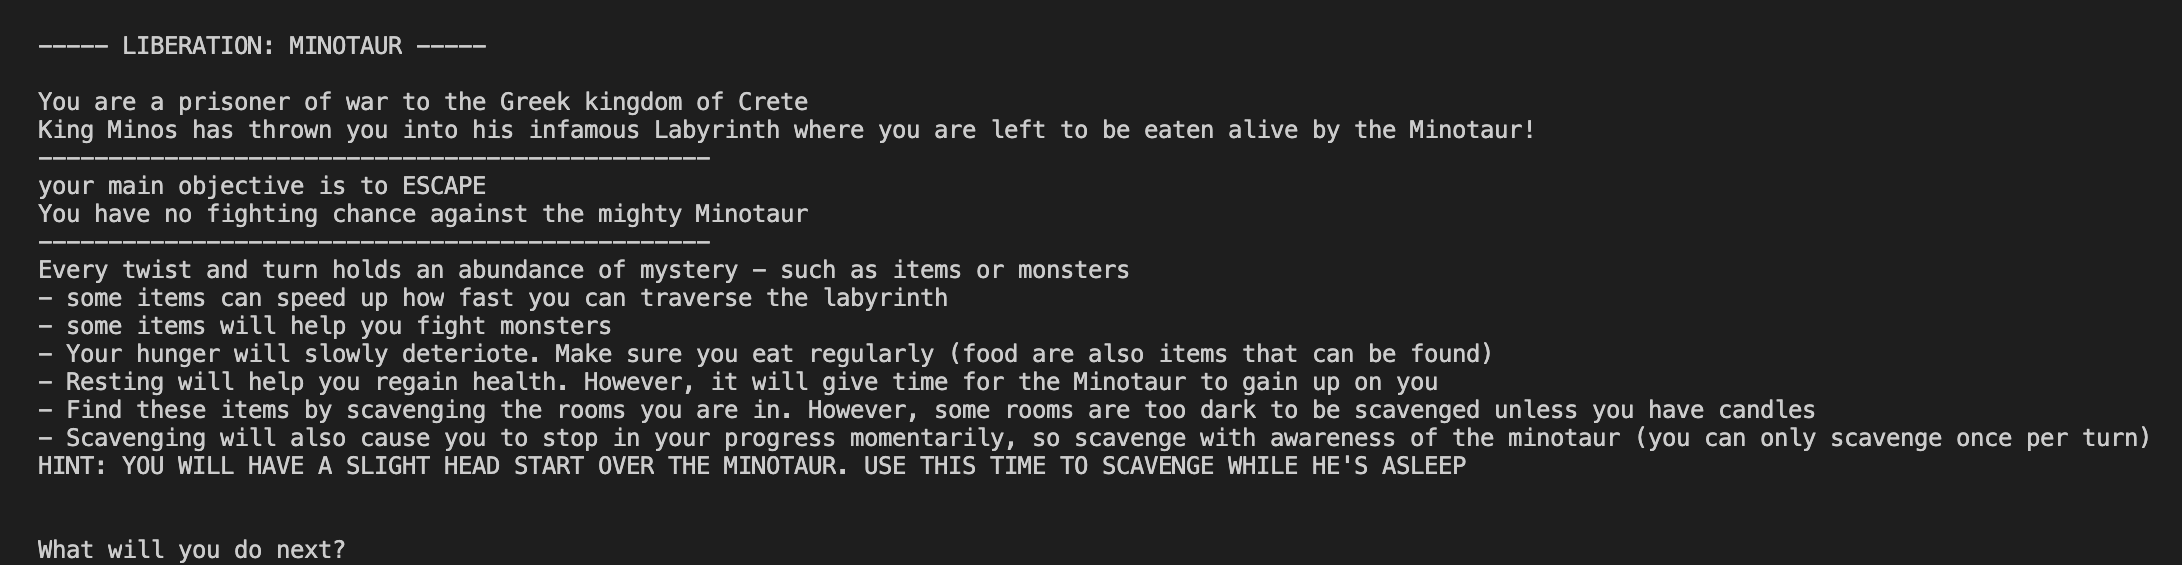 ----- LIBERATION: MINOTAUR -----
You are a prisoner of war to the Greek kingdom of Crete
King Minos has thrown you into his infamous Labyrinth where you are left to be eaten alive by the Minotaur!
------------------------------------------------
your main objective is to ESCAPE
You have no fighting chance against the mighty Minotaur
------------------------------------------------
Every twist and turn holds an abundance of mystery - such as items or monsters
- some items can speed up how fast you can traverse the labyrinth
- some items will help you fight monsters
- Your hunger will slowly deteriote. Make sure you eat regularly (food are also items that can be found)
- Resting will help you regain health. However, it will give time for the Minotaur to gain up on you
- Find these items by scavenging the rooms you are in. However, some rooms are too dark to be scavenged unless you have candles
- Scavenging will also cause you to stop in your progress momentarily, so scavenge with awareness of the minotaur (you can only scavenge once per turn)
HINT: YOU WILL HAVE A SLIGHT HEAD START OVER THE MINOTAUR. USE THIS TIME TO SCAVENGE WHILE HE'S ASLEEP
What will you do next?